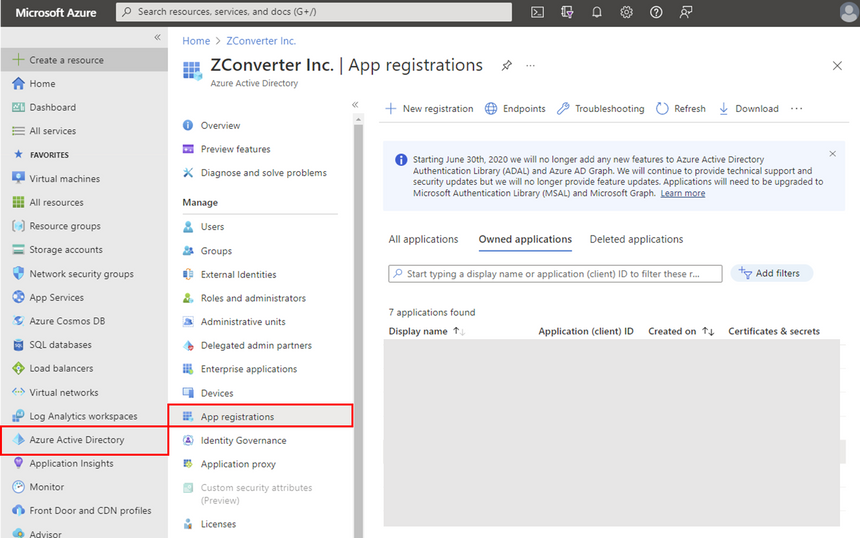 Microsoft Azure
Search resources, services, and docs (G+/)
Create a resource
Home
Dashboard
All services
FAVORITES
Virtual machines
All resources
Resource groups
Storage accounts
Network security groups
App Services
Azure Cosmos DB
SQL databases
Load balancers
Virtual networks
Log Analytics workspaces
Azure Active Directory
Application Insights
Monitor
Front Door and CDN profiles
Advisor
Home > ZConverter Inc.
ZConverter Inc. | App registrations
Azure Active Directory
Overview
Preview features
Diagnose and solve problems
Manage
Users
Groups
External Identities
Roles and administrators
Administrative units
Delegated admin partners
Enterprise applications
Devices
App registrations
Identity Governance
Application proxy
Custom security attributes
(Preview)
Licenses
New registration Endpoints Troubleshooting Refresh Download
Starting June 30th, 2020 we will no longer add any new features to Azure Active Directory
Authentication Library (ADAL) and Azure AD Graph. We will continue to provide technical support and
security updates but we will no longer provide feature updates. Applications will need to be upgraded to
Microsoft Authentication Library (MSAL) and Microsoft Graph. Learn more
All applications Owned applications Deleted applications
Start typing a display name or application (client) ID to filter these r... Add filters
7 applications found
Display name Application (client) ID Created on Certificates & secrets